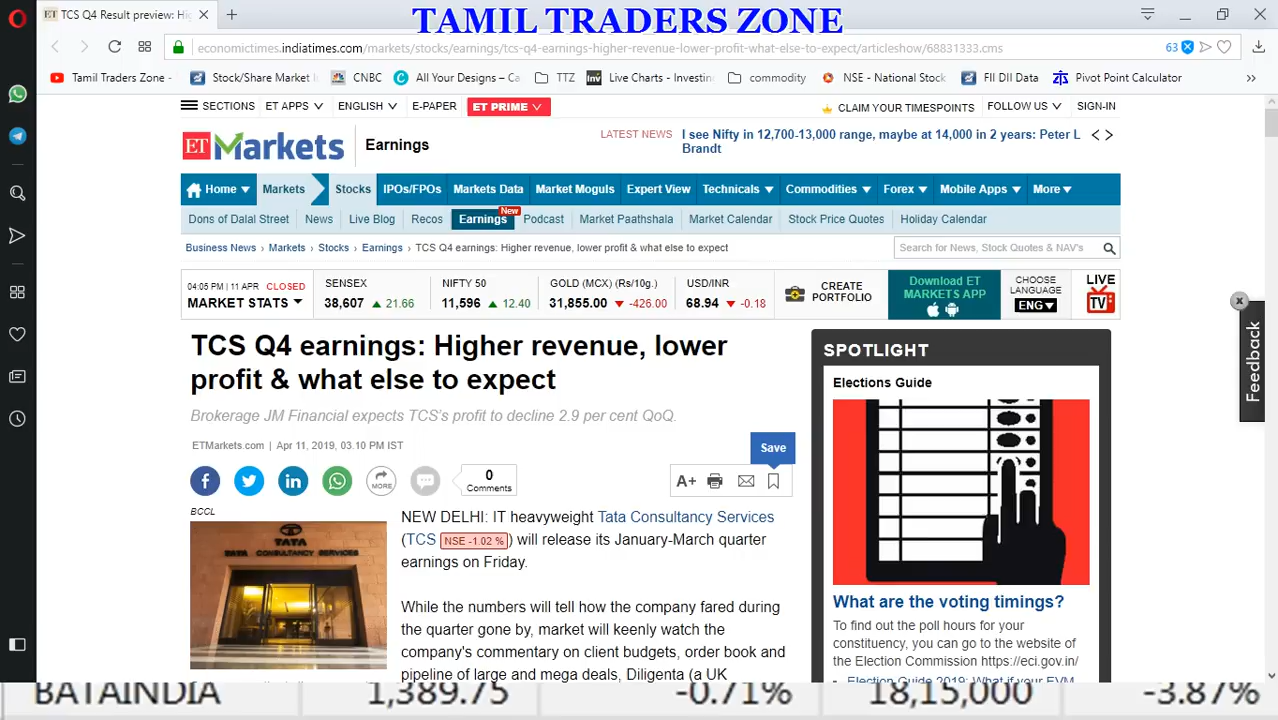 TAMIL TRADERS ZONE
TCS Q4 Result preview: Hi
economictimes.indiatimes.com/markets/stocks/earnings/tcs-q4-earnings-higher-revenue-lower-profit-what-else-to-expect/articleshow/68831333.cms
63
Tamil Traders Zone - Stock/Share Market I CNBC All Your Designs – Ca TTZ Live Charts - Investin commodity NSE - National Stock FII DII Data Pivot Point Calculator
SECTIONS ET APPS ENGLISH E-PAPER ET PRIME CLAIM YOUR TIMESPOINTS FOLLOW US SIGN-IN
ET Markets Earnings
LATEST NEWS I see Nifty in 12,700-13,000 range, maybe at 14,000 in 2 years: Peter L
Brandt
Home Markets Stocks IPOs/FPOs Markets Data Market Moguls Expert View Technicals Commodities Forex Mobile Apps More
Dons of Dalal Street News Live Blog Recos Earnings New Podcast Market Paathshala Market Calendar Stock Price Quotes Holiday Calendar
Business News › Markets › Stocks › Earnings › TCS Q4 earnings: Higher revenue, lower profit & what else to expect
Search for News, Stock Quotes & NAV's
04:05 PM | 11 APR CLOSED
MARKET STATS
SENSEX
38,607 ▲ 21.66
NIFTY 50
11,596 ▲ 12.40
GOLD (MCX) (Rs/10g.)
31,855.00 ▼ -426.00
USD/INR
68.94 ▼ -0.18
CREATE
PORTFOLIO
Download ET
MARKETS APP
CHOOSE
LANGUAGE
ENG
LIVE
TV
Feedback
TCS Q4 earnings: Higher revenue, lower
profit & what else to expect
Brokerage JM Financial expects TCS's profit to decline 2.9 per cent QoQ.
ETMarkets.com | Apr 11, 2019, 03.10 PM IST
Save
MORE
0
Comments
A+
BCCL
TATA
TATA CONSULTANCY SERVICES
NEW DELHI: IT heavyweight Tata Consultancy Services
(TCS NSE -1.02 %) will release its January-March quarter
earnings on Friday.
While the numbers will tell how the company fared during
the quarter gone by, market will keenly watch the
company's commentary on client budgets, order book and
pipeline of large and mega deals, Diligenta (a UK
SPOTLIGHT
Elections Guide
What are the voting timings?
To find out the poll hours for your
constituency, you can go to the website of
the Election Commission https://eci.gov.in/
Election Guide 2019: What if your EVM
BATAINDIA 1,389.75 -0.71% 18,15,000 -3.87%